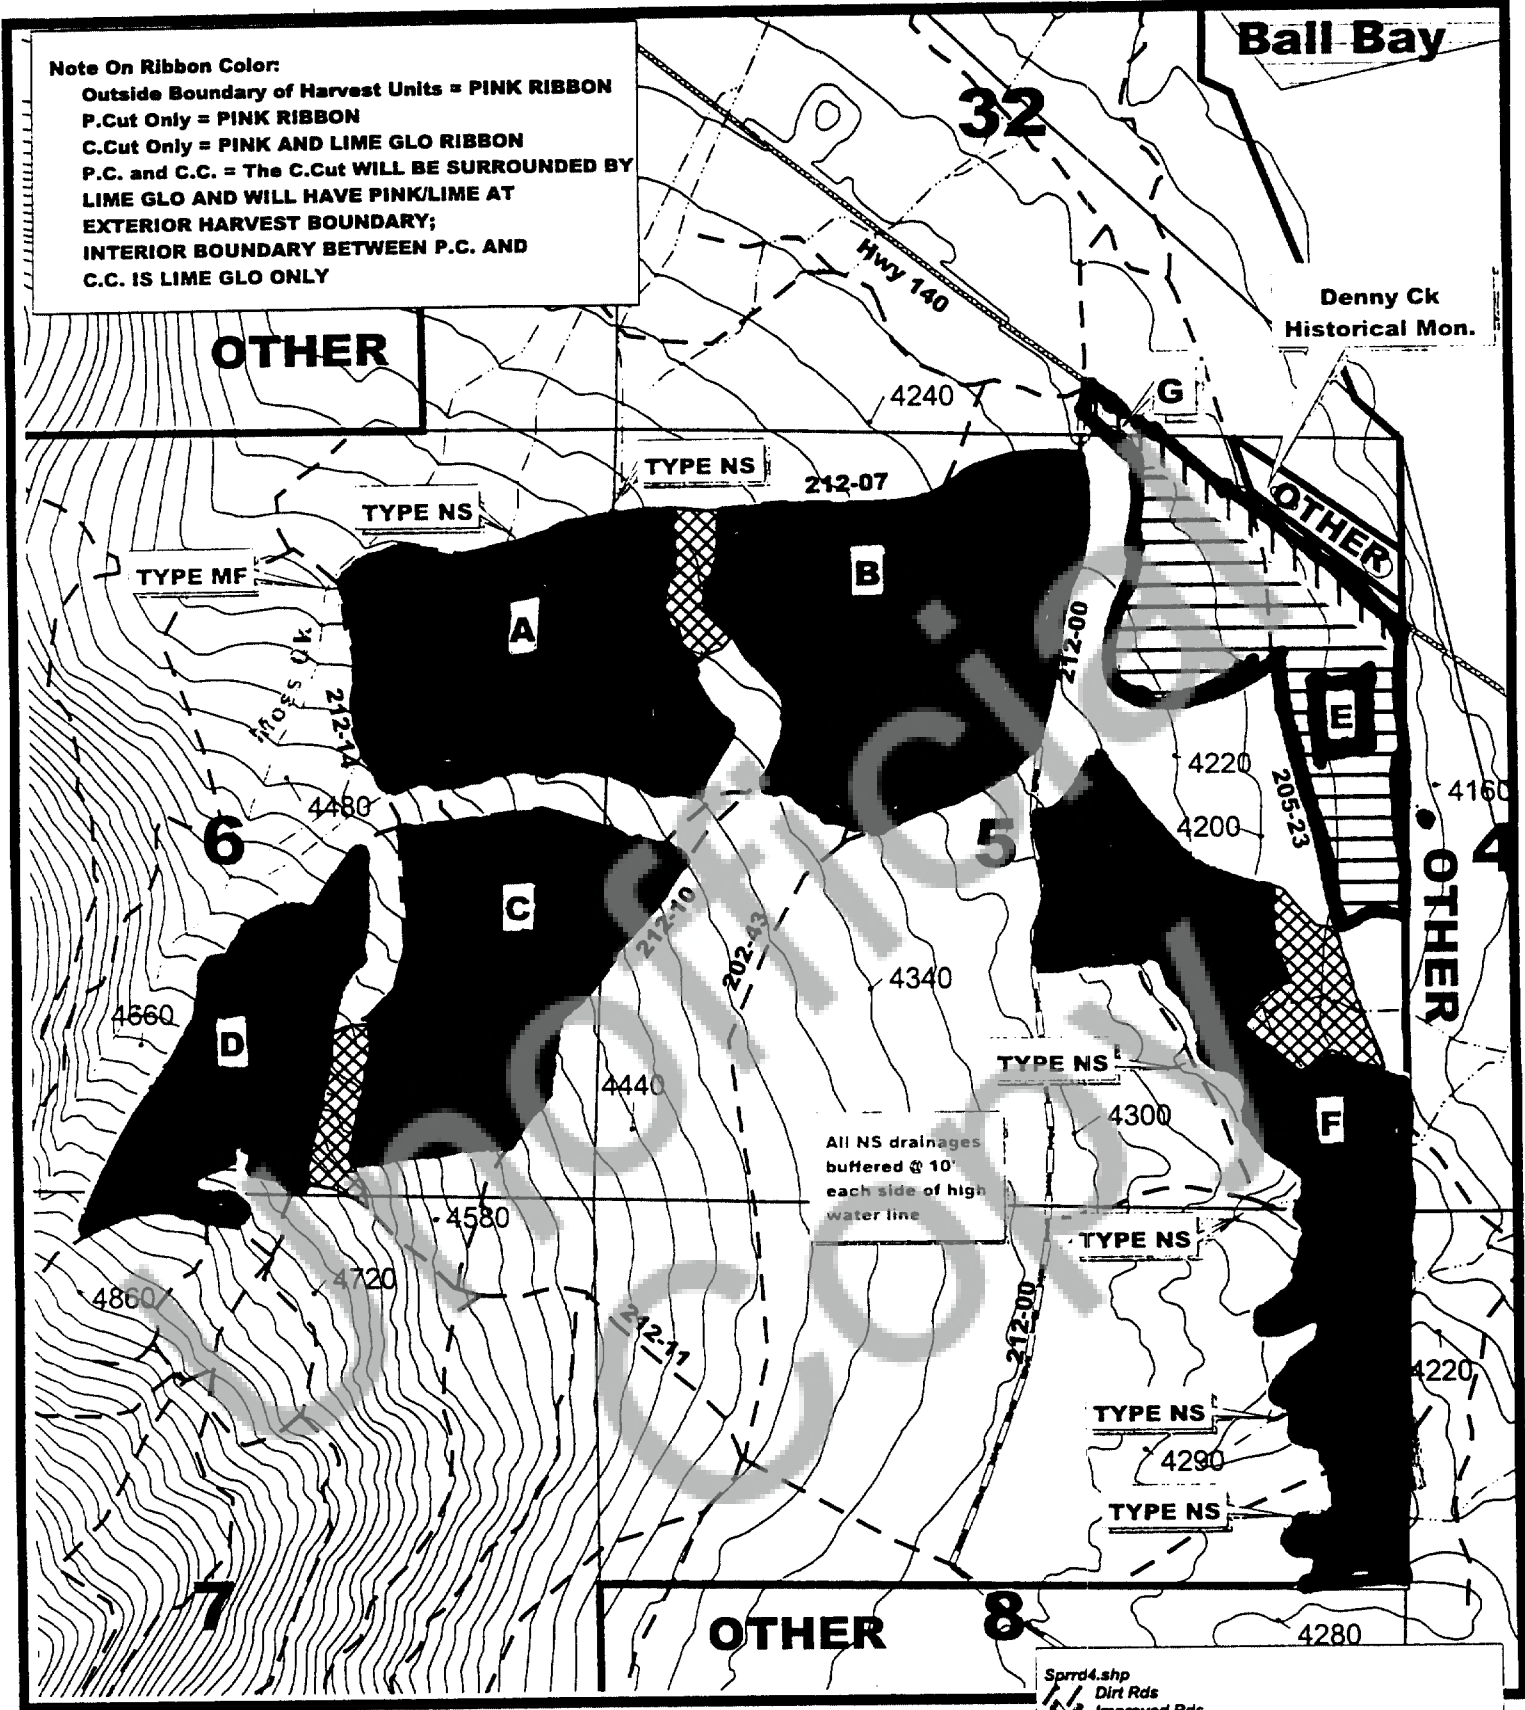 Ball Bay
Note On Ribbon Color:
Outside Boundary of Harvest Units = PINK RIBBON
P.Cut Only = PINK RIBBON
C.Cut Only = PINK AND LIME GLO RIBBON
P.C. and C.C. = The C.Cut WILL BE SURROUNDED BY
LIME GLO AND WILL HAVE PINK/LIME AT
EXTERIOR HARVEST BOUNDARY;
INTERIOR BOUNDARY BETWEEN P.C. AND
C.C. IS LIME GLO ONLY
32
Hwy 140
Denny Ck
Historical Mon.
OTHER
4240
G
TYPE NS
212-07
TYPE NS
OTHER
TYPE MF
B
A
212-00
Moss Ck
212-14
E
4220
205-23
4160
4480
6
5
4200
4
OTHER
C
212-10
202-43
4340
4660
D
TYPE NS
4440
4300
F
All NS drainages
buffered @ 10'
each side of high
water line
4580
TYPE NS
4720
4860
212-11
212-00
4220
TYPE NS
4290
TYPE NS
7
OTHER
8
4280
Sprrd4.shp
Dirt Rds
Improved Rds
Unofficial
Copy